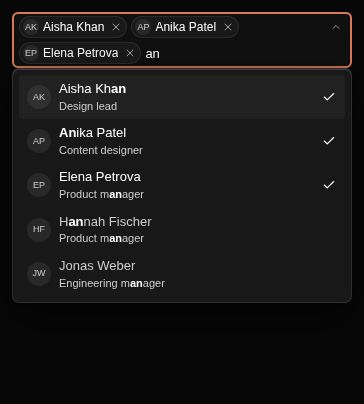 AK Aisha Khan AP Anika Patel
EP Elena Petrova an
AK Aisha Khan
Design lead
AP Anika Patel
Content designer
EP Elena Petrova
Product manager
HF Hannah Fischer
Product manager
JW Jonas Weber
Engineering manager